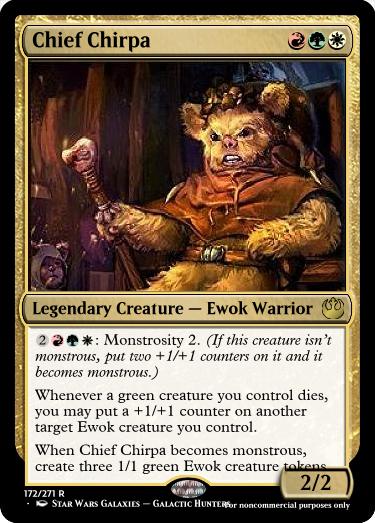 Chief Chirpa
Legendary Creature — Ewok Warrior
2: Monstrosity 2. (If this creature isn't
monstrous, put two +1/+1 counters on it and it
becomes monstrous.)
Whenever a green creature you control dies,
you may put a +1/+1 counter on another
target Ewok creature you control.
When Chief Chirpa becomes monstrous,
create three 1/1 green Ewok creature tokens.
2/2
172/271 R
STAR WARS GALAXIES — GALACTIC HUNTERS
for noncommercial purposes only